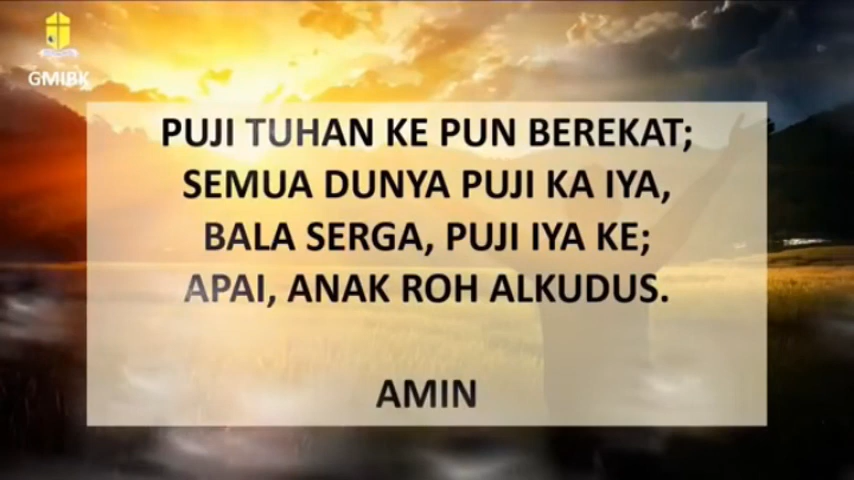 GMIBK
PUJI TUHAN KE PUN BEREKAT;
SEMUA DUNYA PUJI KA IYA,
BALA SERGA, PUJI IYA KE;
APAI, ANAK ROH ALKUDUS.
AMIN